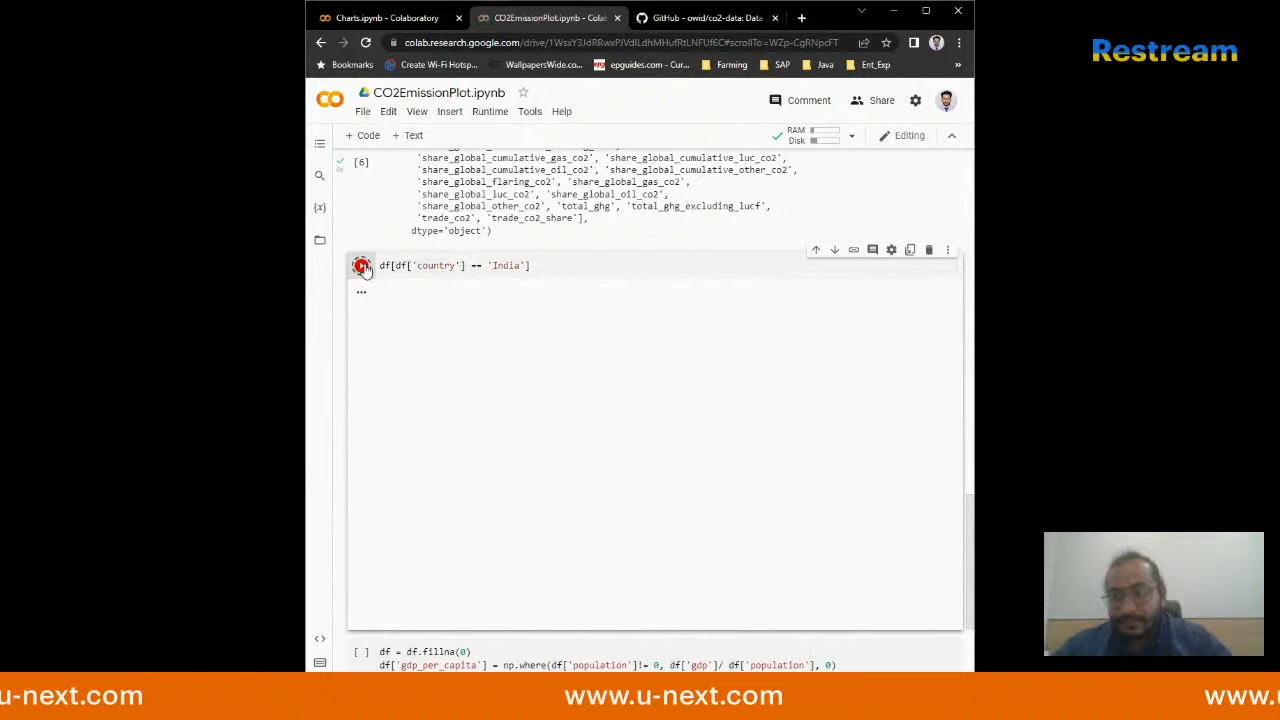 Charts.ipynb - Colaboratory
CO2EmissionPlot.ipynb - Colab
GitHub - owid/co2-data: Data
Restream
colab.research.google.com/drive/1WsxY3JdRRwxPJVdlLdhMHufRtLNFUf6C#scrollTo=WZp-CgRNpcFT
Bookmarks
Create Wi-Fi Hotsp...
WallpapersWide.co...
epguides.com - Cur...
Farming
SAP
Java
Ent_Exp
CO2EmissionPlot.ipynb
File Edit View Insert Runtime Tools Help
Comment
Share
+ Code + Text
RAM
Disk
Editing
[6]
'share_global_cumulative_gas_co2', 'share_global_cumulative_luc_co2',
'share_global_cumulative_oil_co2', 'share_global_cumulative_other_co2',
'share_global_flaring_co2', 'share_global_gas_co2',
'share_global_luc_co2', 'share_global_oil_co2',
'share_global_other_co2', 'total_ghg', 'total_ghg_excluding_lucf',
'trade_co2', 'trade_co2_share'],
dtype='object')
df[df['country'] == 'India']
...
[ ] df = df.fillna(0)
df['gdp_per_capita'] = np.where(df['population']!= 0, df['gdp']/ df['population'], 0)
u-next.com
www.u-next.com
www.u